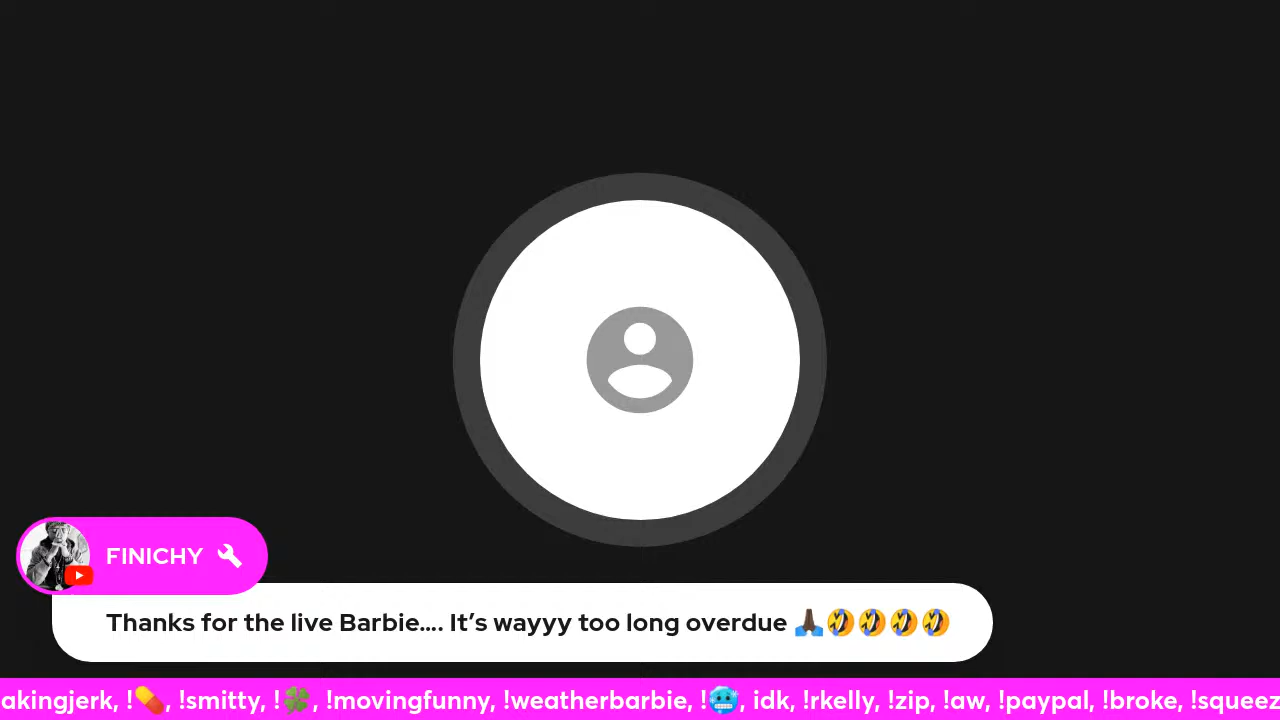 FINICHY
Thanks for the live Barbie.... It’s wayyy too long overdue 🙏🏿🤣🤣🤣🤣
akingjerk, !💊, !smitty, !🍀, !movingfunny, !weatherbarbie, !🥶, idk, !rkelly, !zip, !aw, !paypal, !broke, !squeez